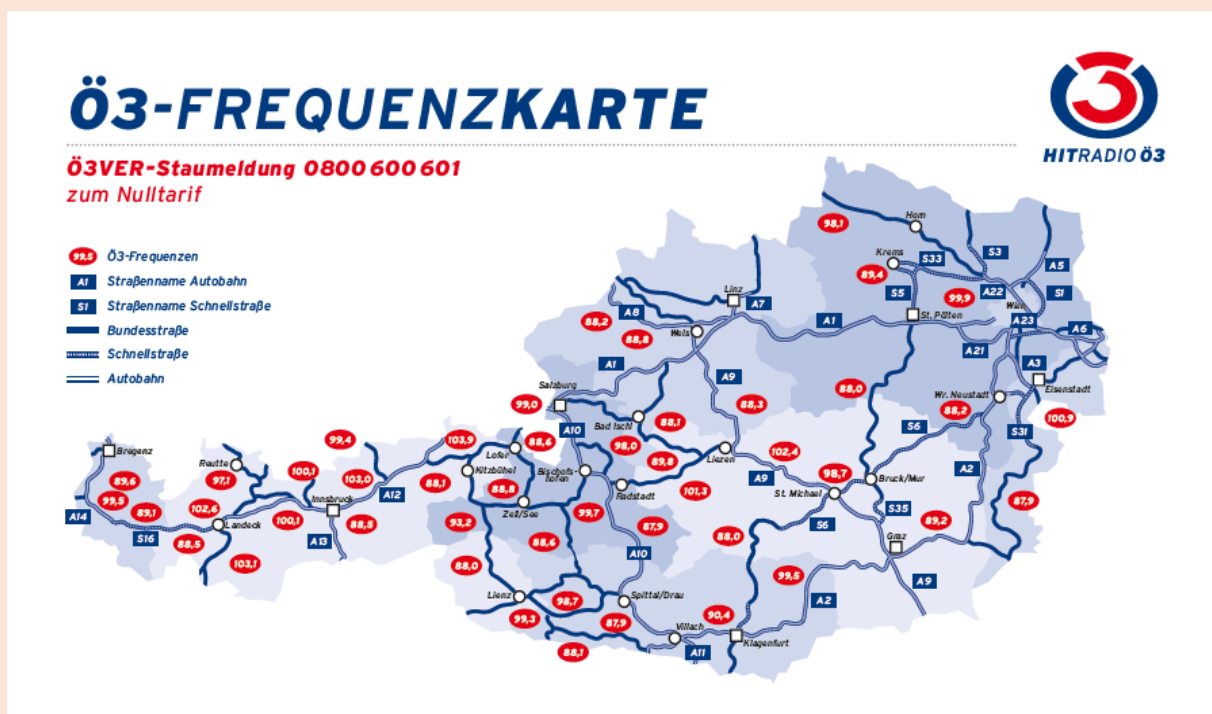 Ö3-FREQUENZKARTE
3
HITRADIO Ö3
Ö3VER-Staumeldung 0800 600 601
zum Nulltarif
99,5 Ö3-Frequenzen
A1 Straßenname Autobahn
S1 Straßenname Schnellstraße
Bundesstraße
Schnellstraße
Autobahn
98,1
Horn
S3
Krems
S33
A5
89,4
A22
S1
Linz
S5
99,9
Wien
A7
A8
88,2
A1
St. Pölten
A23
A6
Wels
88,8
A21
A1
A3
A9
Salzburg
88,0
Eisenstadt
Wr. Neustadt
99,0
88,3
88,2
100,9
Bad Ischl
88,1
S6
S31
A10
99,4
103,9
88,6
98,0
Lofer
Liezen
102,4
Bregenz
Reutte
100,1
Kitzbühel
Bischofs-
hofen
89,8
A9
98,7
Bruck/Mur
A2
89,6
97,1
103,0
A12
88,1
88,8
Radstadt
101,3
St. Michael
99,5
102,6
Innsbruck
Zell/See
99,7
S35
87,9
A14
89,1
Landeck
100,1
88,5
93,2
87,9
S6
89,2
S16
88,5
A13
88,6
88,0
Graz
103,1
88,0
A10
99,5
A9
Lienz
98,7
Spittal/Drau
A2
99,3
87,9
90,4
Villach
Klagenfurt
88,1
A11